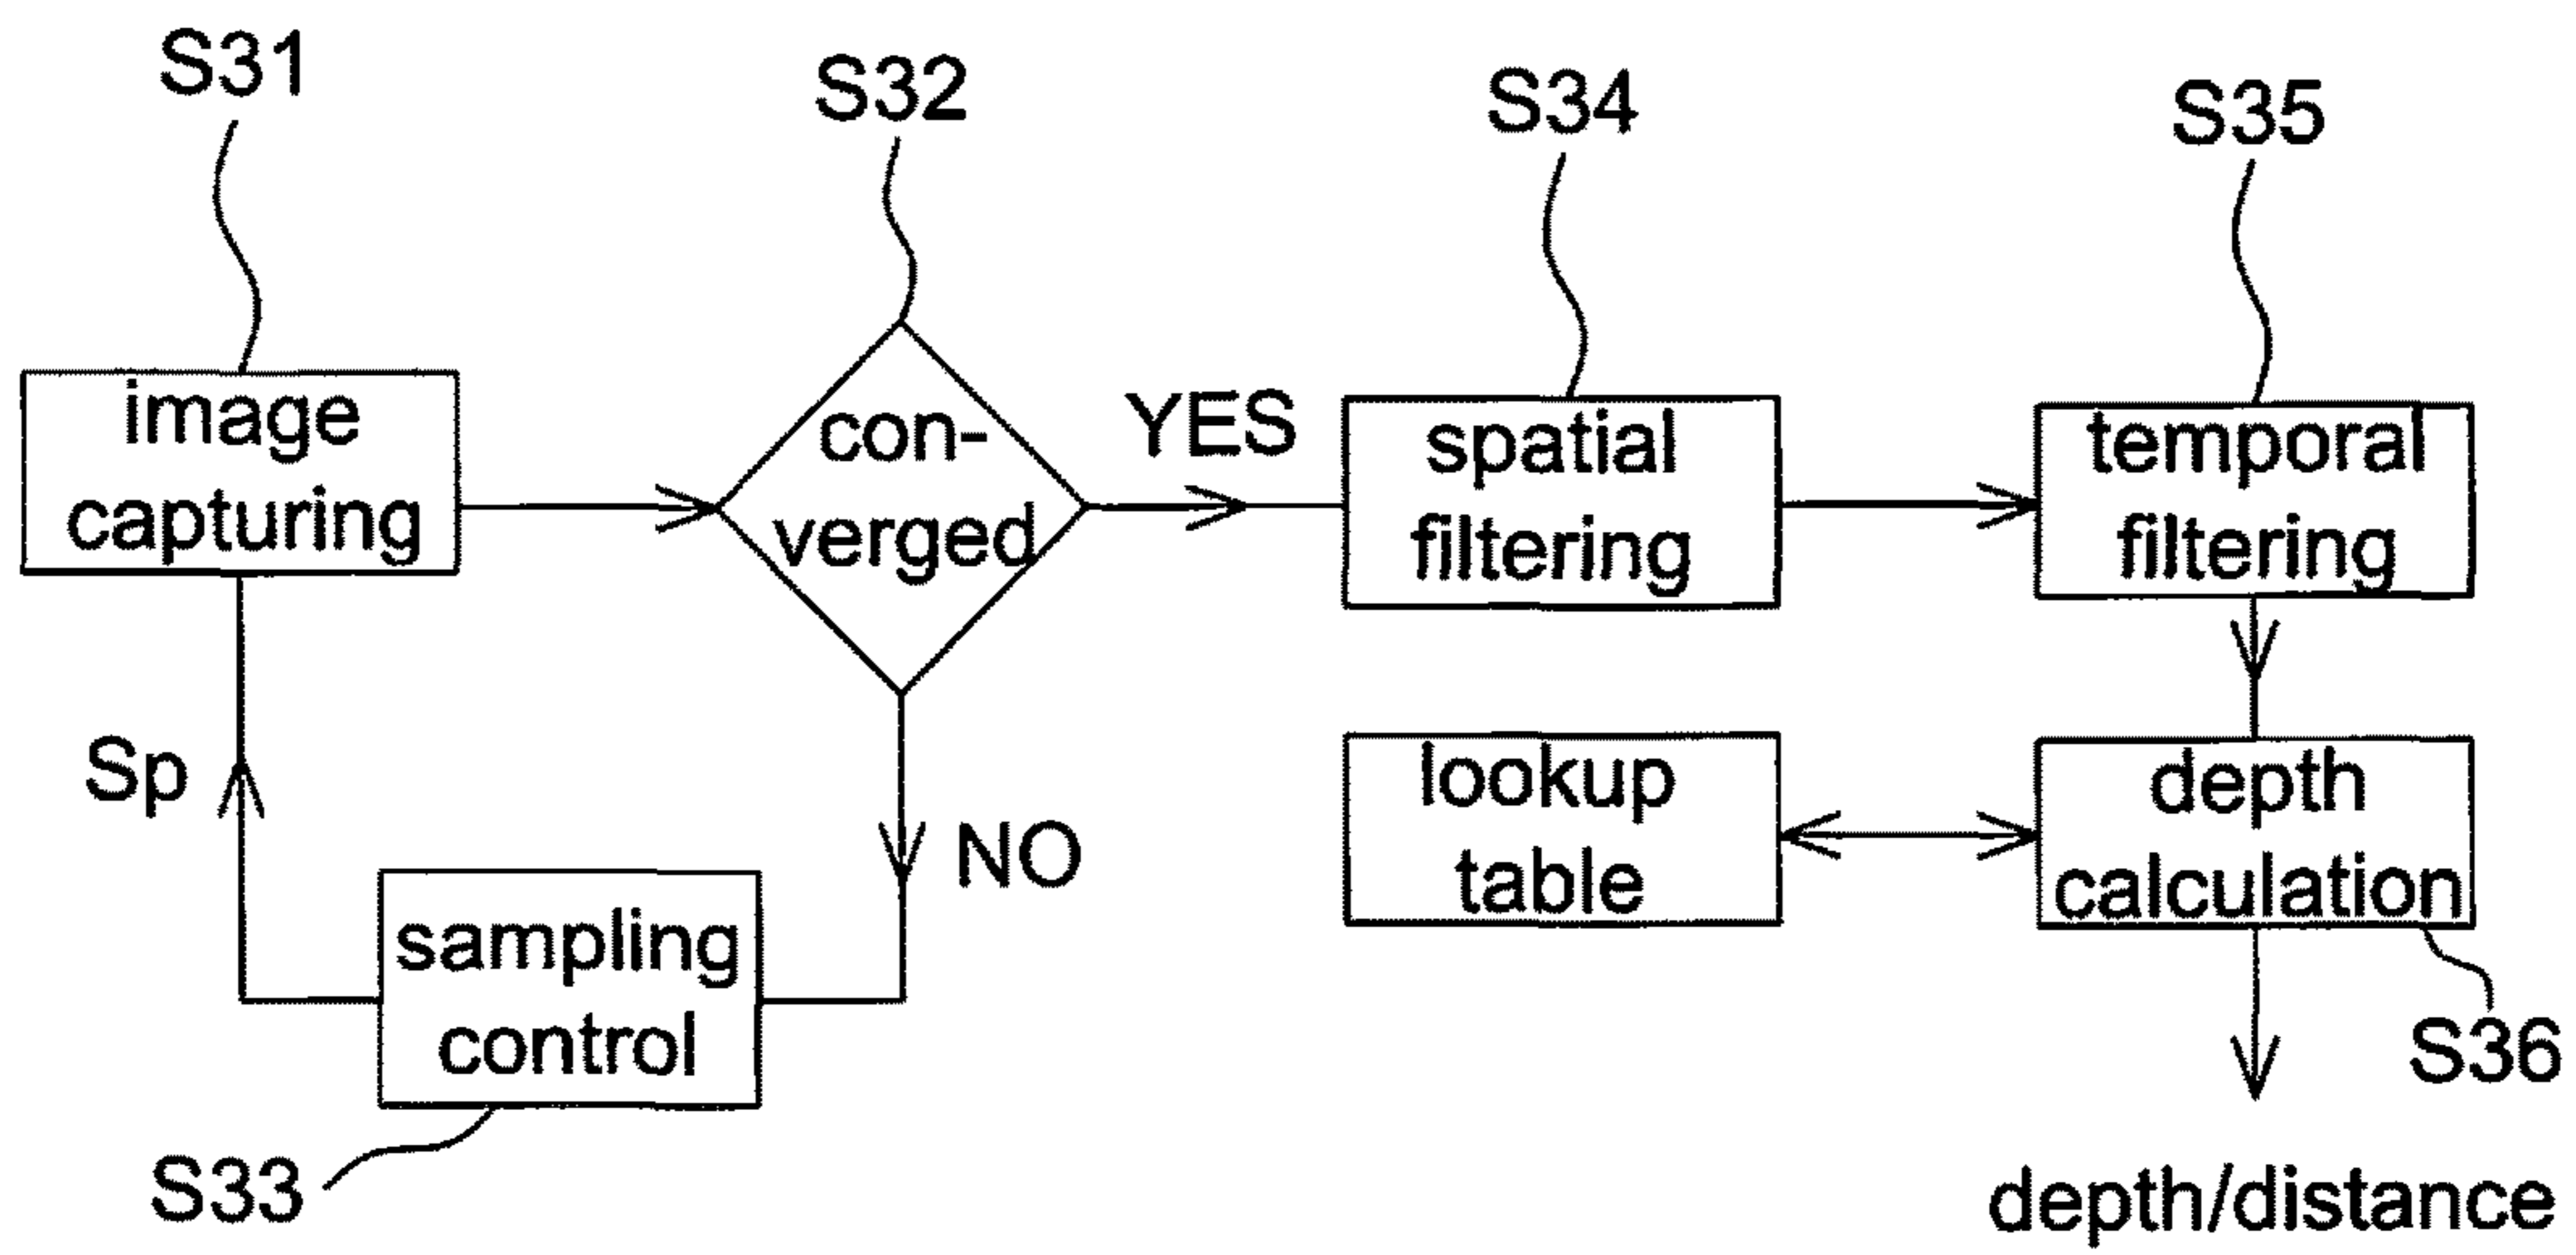 S31
S32
S34
S35
image
capturing
con-
verged
YES
spatial
filtering
temporal
filtering
Sp
NO
lookup
table
depth
calculation
sampling
control
S36
S33
depth/distance